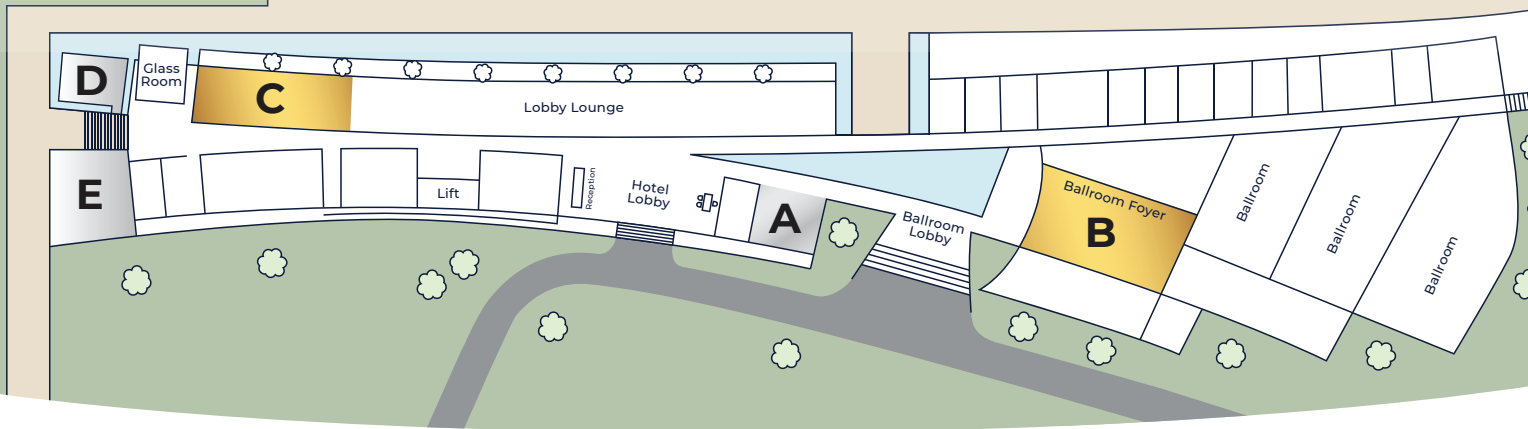 D
Glass
Room
C
Lobby Lounge
E
Lift
Reception
Hotel
Lobby
A
Ballroom
Lobby
Ballroom Foyer
B
Ballroom
Ballroom
Ballroom